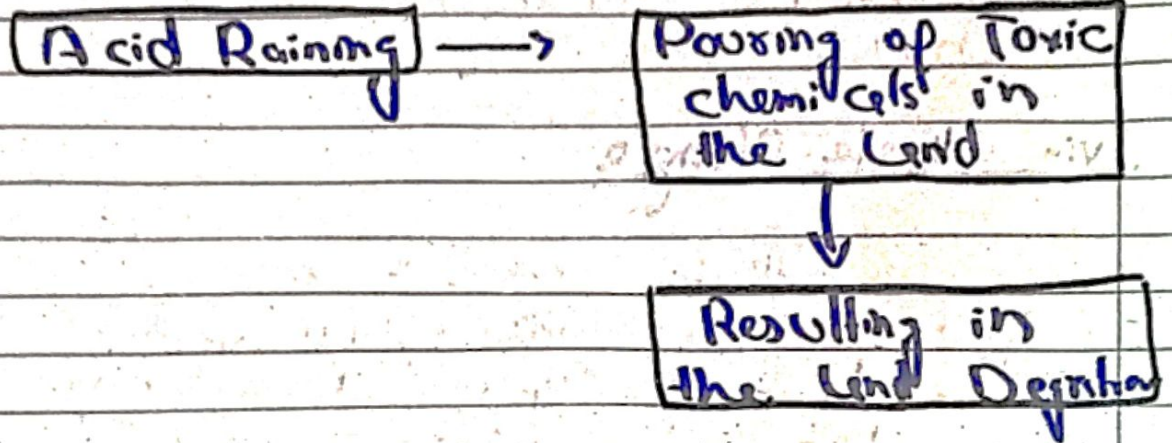 Acid Raining
Pouring of Toxic
chemicals in
the land
Resulting in
the land